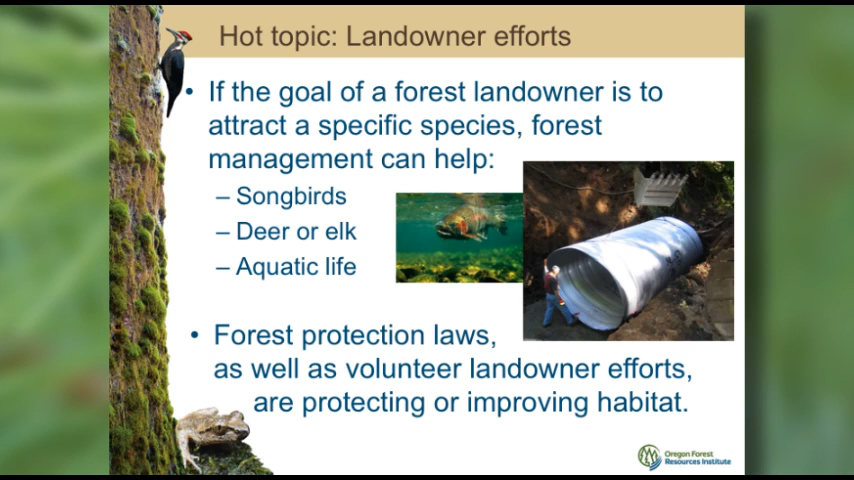 Hot topic: Landowner efforts
• If the goal of a forest landowner is to
attract a specific species, forest
management can help:
– Songbirds
– Deer or elk
– Aquatic life
• Forest protection laws,
as well as volunteer landowner efforts,
are protecting or improving habitat.
Oregon Forest
Resources Institute